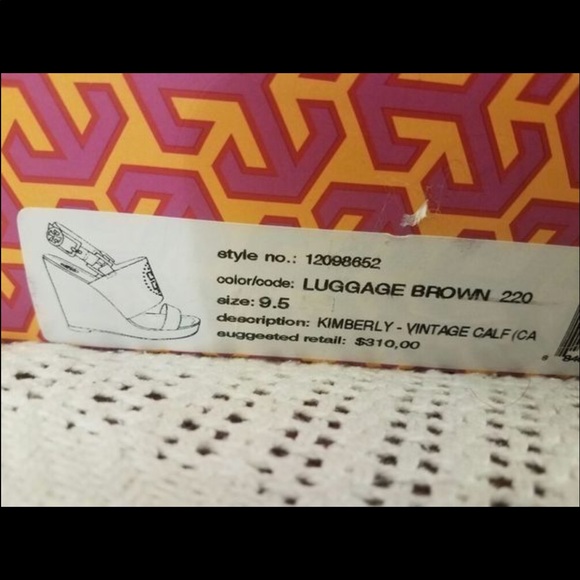 style no.: 12098652
color/code: LUGGAGE BROWN 220
size: 9.5
description: KIMBERLY - VINTAGE CALF (CA
suggested retail: $310,00